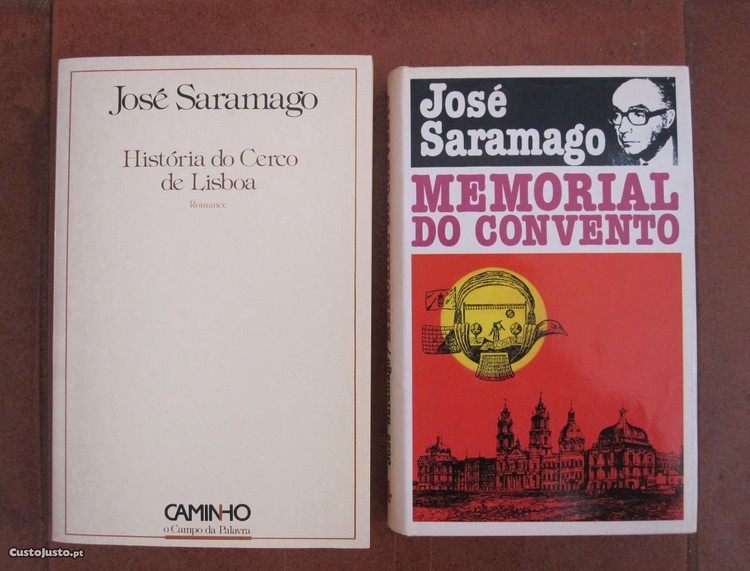 José Saramago
História do Cerco
de Lisboa
Romance
CAMINHO
o Campo da Palavra
José
Saramago
MEMORIAL
DO CONVENTO
CustoJusto.pt